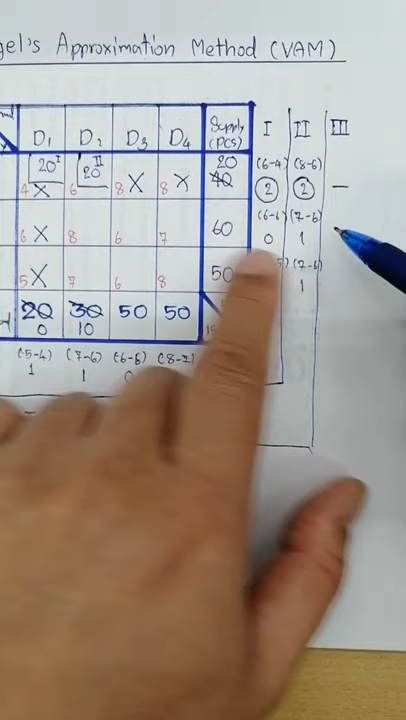 gel's Approximation Method (VAM)
D1 D2 D3 D4 Supply (pcs) I II III
20 I 20 II 20 (6-4) (8-6)
4 X 6 8 X 8 X 40 2 2 —
(6-6) (7-6)
6 X 8 6 7 60 0 1
(7-6)
5 X 7 6 8 50 1
20 30 50 50
0 10
(5-4) (7-6) (6-6)
1 1